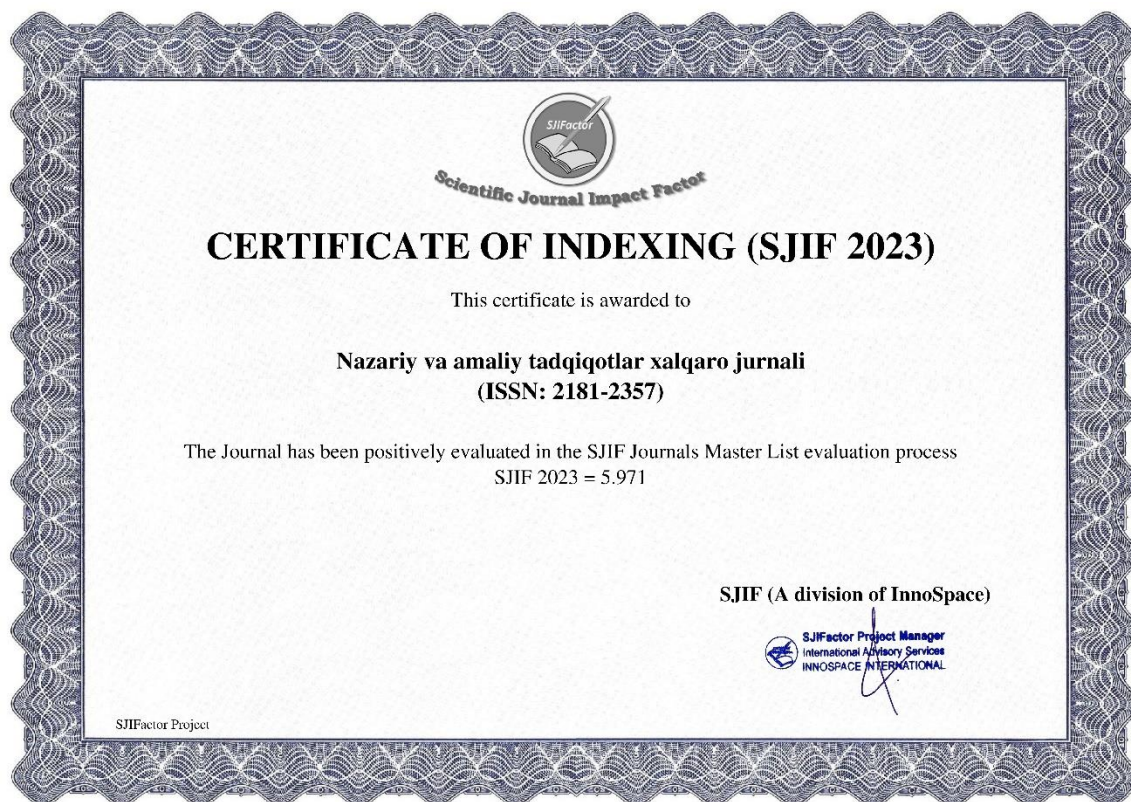 SJIFactor
Scientific Journal Impact Factor
CERTIFICATE OF INDEXING (SJIF 2023)
This certificate is awarded to
Nazariy va amaliy tadqiqotlar xalqaro jurnali
(ISSN: 2181-2357)
The Journal has been positively evaluated in the SJIF Journals Master List evaluation process
SJIF 2023 = 5.971
SJIF (A division of InnoSpace)
SJIFactor Project Manager
International Advisory Services
INNOSPACE INTERNATIONAL
SJIFactor Project